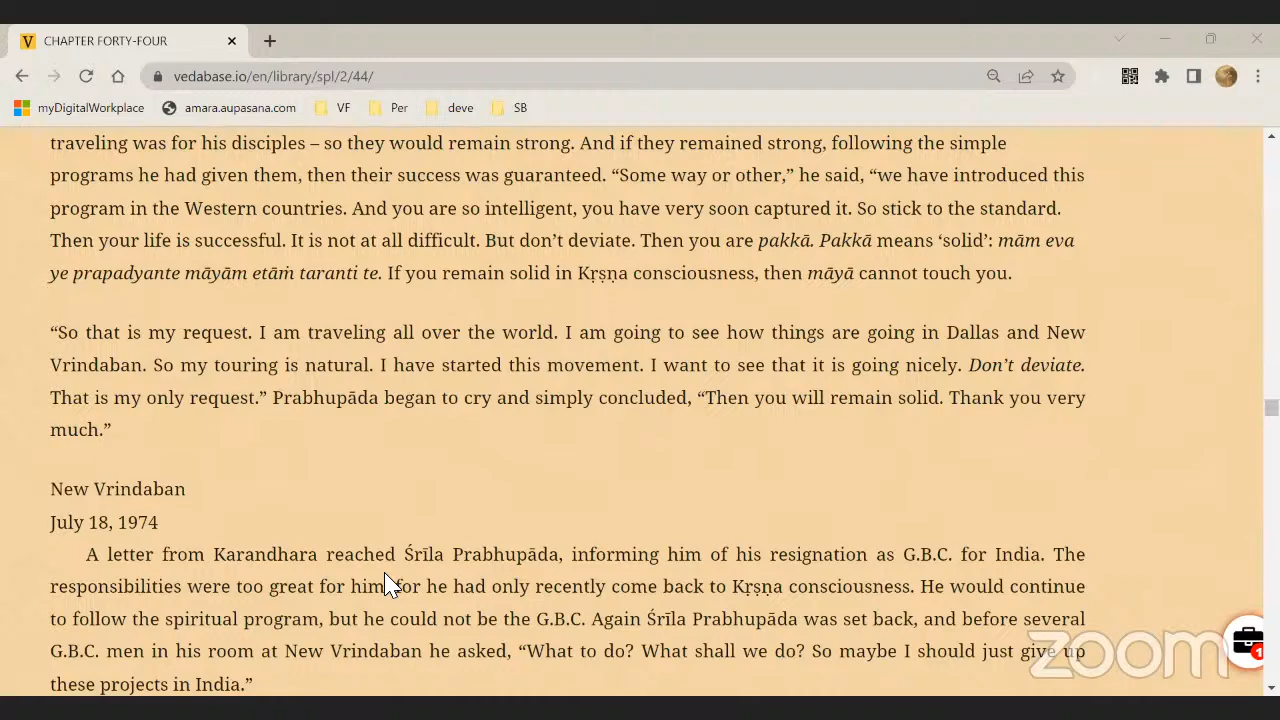 CHAPTER FORTY-FOUR
vedabase.io/en/library/spl/2/44/
myDigitalWorkplace amara.aupasana.com VF Per deve SB
traveling was for his disciples – so they would remain strong. And if they remained strong, following the simple
programs he had given them, then their success was guaranteed. “Some way or other,” he said, “we have introduced this
program in the Western countries. And you are so intelligent, you have very soon captured it. So stick to the standard.
Then your life is successful. It is not at all difficult. But don’t deviate. Then you are pakkā. Pakkā means ‘solid’: mām eva
ye prapadyante māyām etāṁ taranti te. If you remain solid in Kṛṣṇa consciousness, then māyā cannot touch you.
“So that is my request. I am traveling all over the world. I am going to see how things are going in Dallas and New
Vrindaban. So my touring is natural. I have started this movement. I want to see that it is going nicely. Don’t deviate.
That is my only request.” Prabhupāda began to cry and simply concluded, “Then you will remain solid. Thank you very
much.”
New Vrindaban
July 18, 1974
A letter from Karandhara reached Śrīla Prabhupāda, informing him of his resignation as G.B.C. for India. The
responsibilities were too great for him, for he had only recently come back to Kṛṣṇa consciousness. He would continue
to follow the spiritual program, but he could not be the G.B.C. Again Śrīla Prabhupāda was set back, and before several
G.B.C. men in his room at New Vrindaban he asked, “What to do? What shall we do? So maybe I should just give up
these projects in India.”
1
zoom